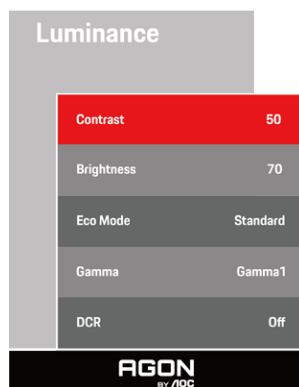 Luminance
Contrast 50
Brightness 70
Eco Mode Standard
Gamma Gamma1
DCR Off
AGON
BY AOC